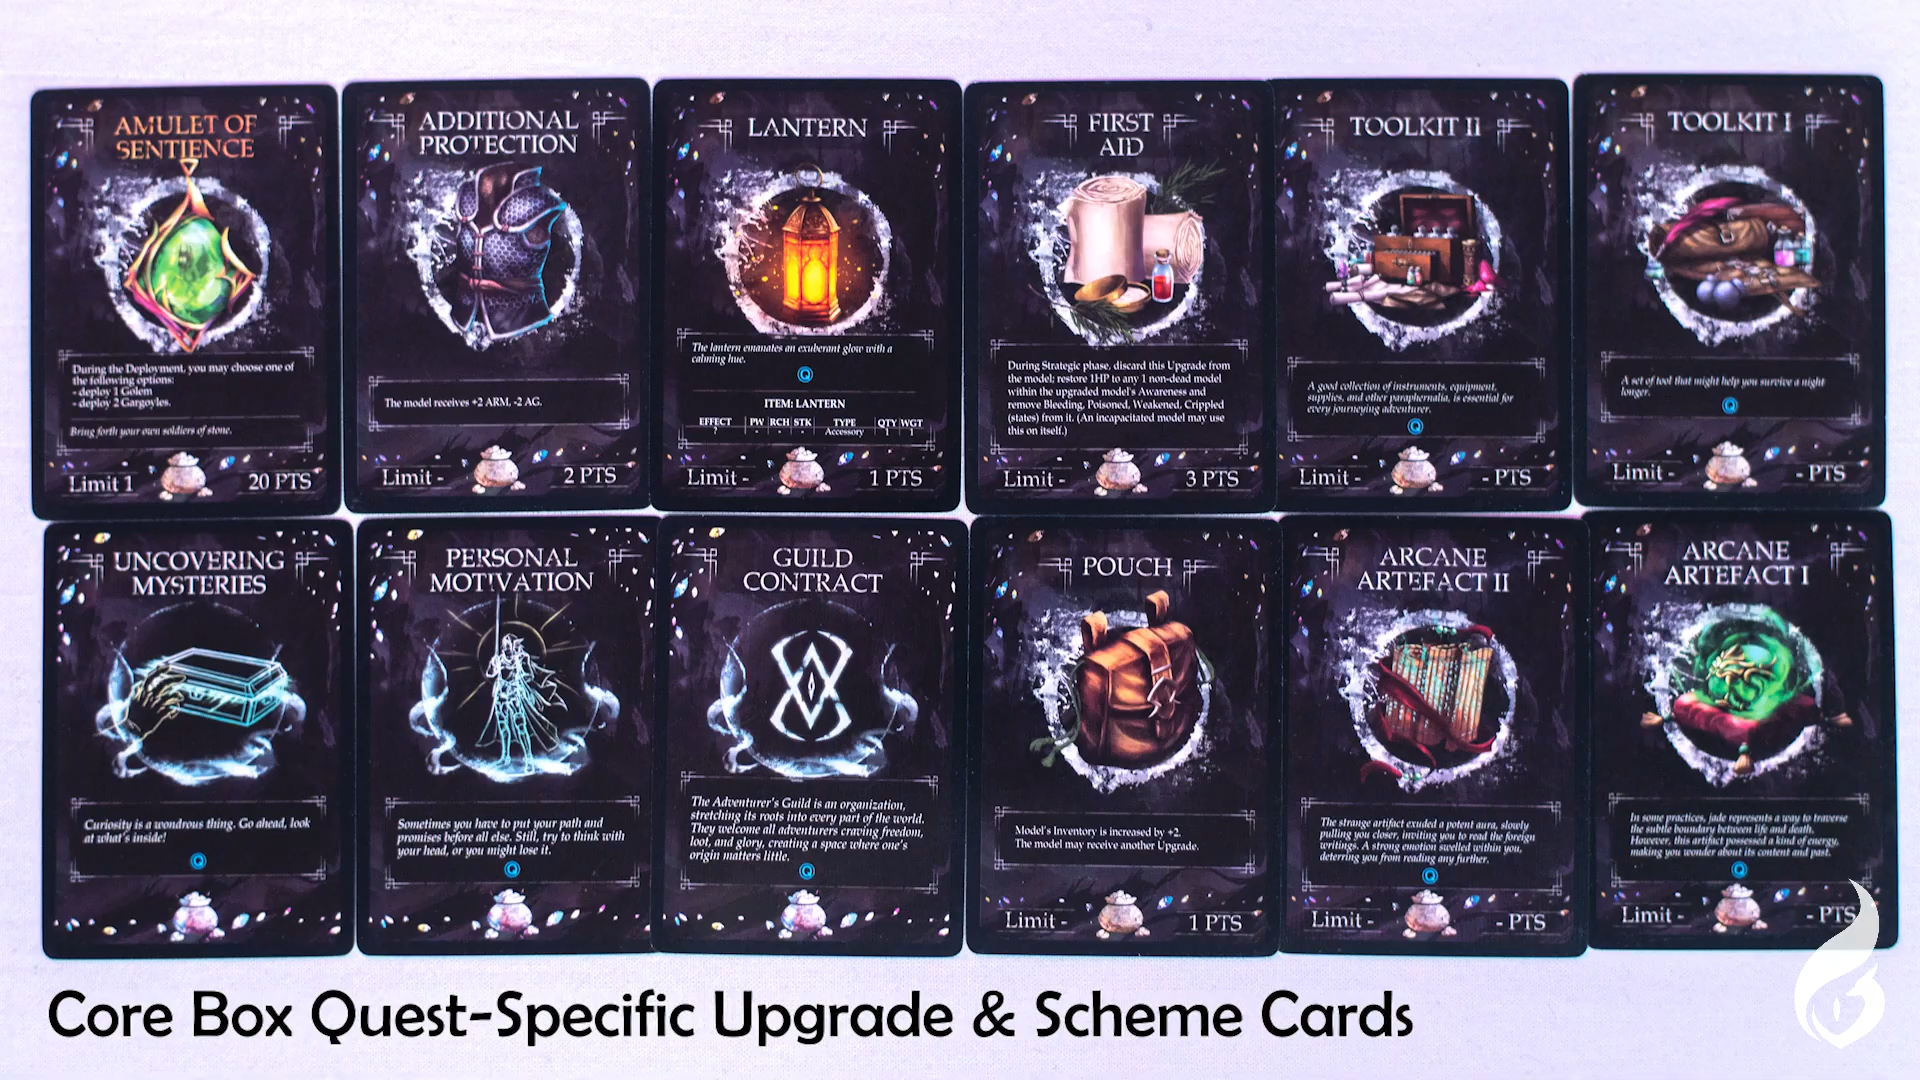 AMULET OF
SENTIENCE
During the Deployment, you may choose one of
the following options:
- deploy 1 Golem
- deploy 2 Gargoyles.
Bring forth your own soldiers of stone.
Limit 1 20 PTS
ADDITIONAL
PROTECTION
The model receives +2 ARM, -2 AG.
Limit - 2 PTS
LANTERN
The lantern emanates an exuberant glow with a
calming hue.
Q
ITEM: LANTERN
EFFECT PW RCH STK TYPE QTY WGT
? - - - Accessory 1 1
Limit - 1 PTS
FIRST
AID
During Strategic phase, discard this Upgrade from
the model; restore 1HP to any 1 non-dead model
within the upgraded model's Awareness and
remove Bleeding, Poisoned, Weakened, Crippled
(states) from it. (An incapacitated model may use
this on itself.)
Limit - 3 PTS
TOOLKIT II
A good collection of instruments, equipment,
supplies, and other paraphernalia, is essential for
every journeying adventurer.
Q
Limit - - PTS
TOOLKIT I
A set of tool that might help you survive a night
longer.
Q
Limit - - PTS
UNCOVERING
MYSTERIES
Curiosity is a wondrous thing. Go ahead, look
at what's inside!
Q
PERSONAL
MOTIVATION
Sometimes you have to put your path and
promises before all else. Still, try to think with
your head, or you might lose it.
Q
GUILD
CONTRACT
The Adventurer's Guild is an organization,
stretching its roots into every part of the world.
They welcome all adventurers craving freedom,
loot, and glory, creating a space where one's
origin matters little.
Q
POUCH
Model's Inventory is increased by +2.
The model may receive another Upgrade.
Limit - 1 PTS
ARCANE
ARTEFACT II
The strange artifact exuded a potent aura, slowly
pulling you closer, inviting you to read the foreign
writings. A strong emotion swelled within you,
deterring you from reading any further.
Q
Limit - - PTS
ARCANE
ARTEFACT I
In some practices, jade represents a way to traverse
the subtle boundary between life and death.
However, this artifact possessed a kind of energy,
making you wonder about its content and past.
Q
Limit - - PTS
Core Box Quest-Specific Upgrade & Scheme Cards